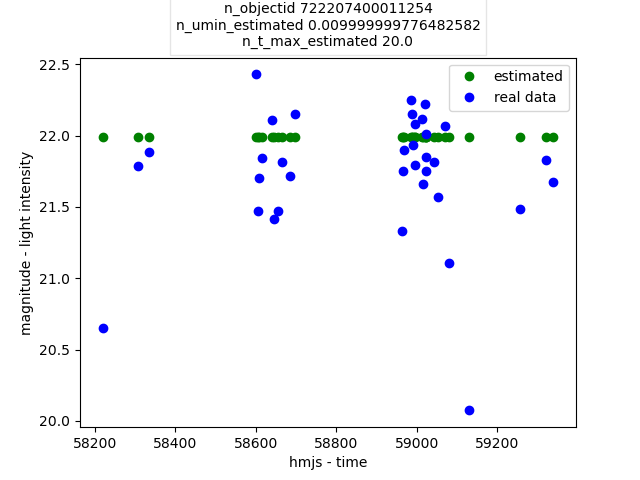 n_objectid 722207400011254
n_umin_estimated 0.009999999776482582
n_t_max_estimated 20.0
22.5
22.0
21.5
21.0
20.5
20.0
magnitude - light intensity
estimated
real data
58200 58400 58600 58800 59000 59200
hmjs - time